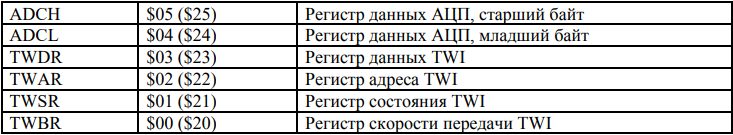 ADCH $05 ($25) Регистр данных АЦП, старший байт
ADCL $04 ($24) Регистр данных АЦП, младший байт
TWDR $03 ($23) Регистр данных TWI
TWAR $02 ($22) Регистр адреса TWI
TWSR $01 ($21) Регистр состояния TWI
TWBR $00 ($20) Регистр скорости передачи TWI